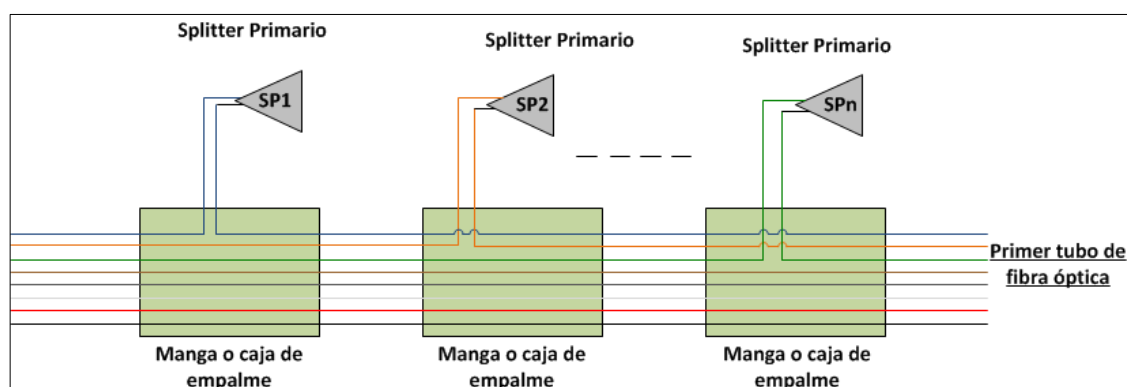 Splitter Primario
Splitter Primario
Splitter Primario
SP1
SP2
SPn
Primer tubo de
fibra óptica
Manga o caja de
empalme
Manga o caja de
empalme
Manga o caja de
empalme